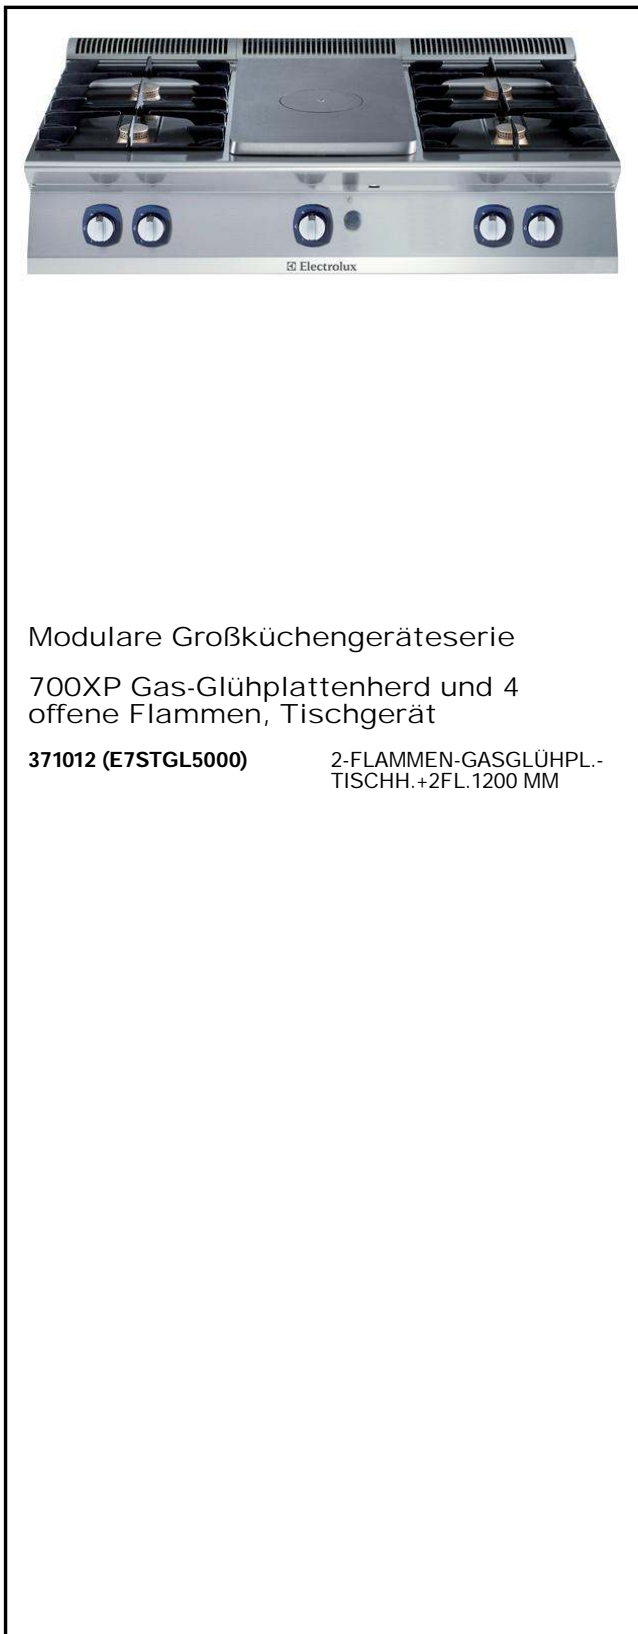 Electrolux
Modulare Großküchengeräteserie
700XP Gas-Glühplattenherd und 4
offene Flammen, Tischgerät
371012 (E7STGL5000)
2-FLAMMEN-GASGLÜHPL.-
TISCHH.+2FL.1200 MM